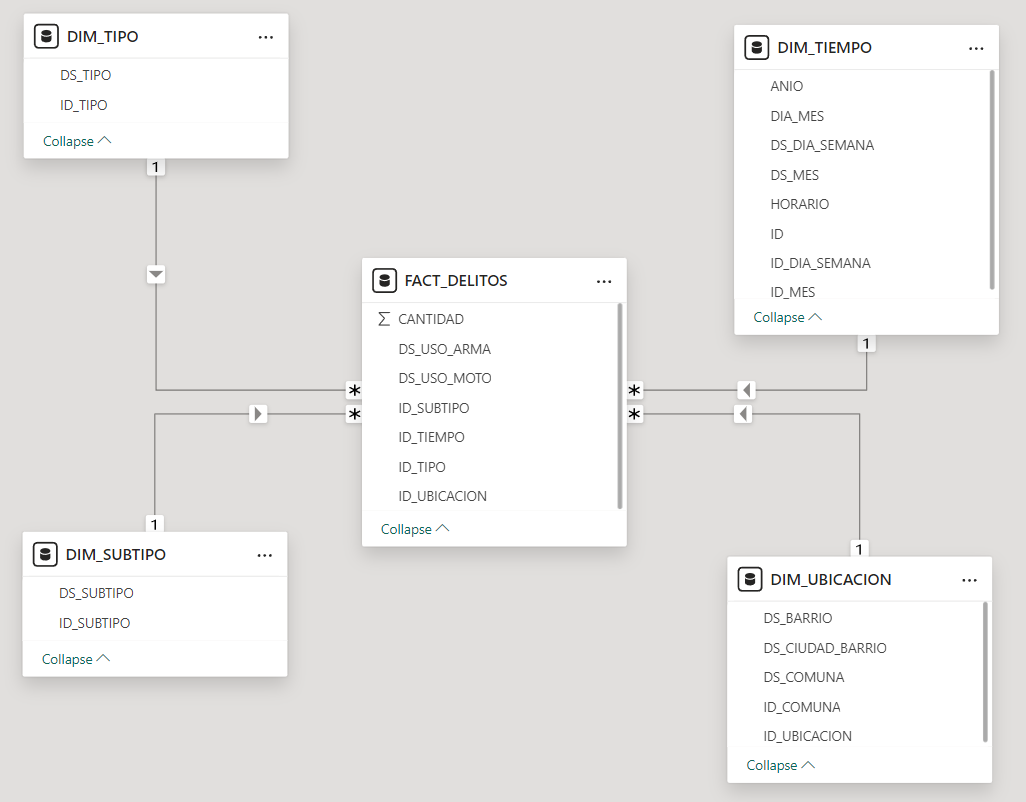 DIM_TIPO
DS_TIPO
ID_TIPO
Collapse
1
DIM_TIEMPO
ANIO
DIA_MES
DS_DIA_SEMANA
DS_MES
HORARIO
ID
ID_DIA_SEMANA
ID_MES
Collapse
1
FACT_DELITOS
∑ CANTIDAD
DS_USO_ARMA
DS_USO_MOTO
ID_SUBTIPO
ID_TIEMPO
ID_TIPO
ID_UBICACION
Collapse
*
*
*
*
1
DIM_SUBTIPO
DS_SUBTIPO
ID_SUBTIPO
Collapse
1
DIM_UBICACION
DS_BARRIO
DS_CIUDAD_BARRIO
DS_COMUNA
ID_COMUNA
ID_UBICACION
Collapse